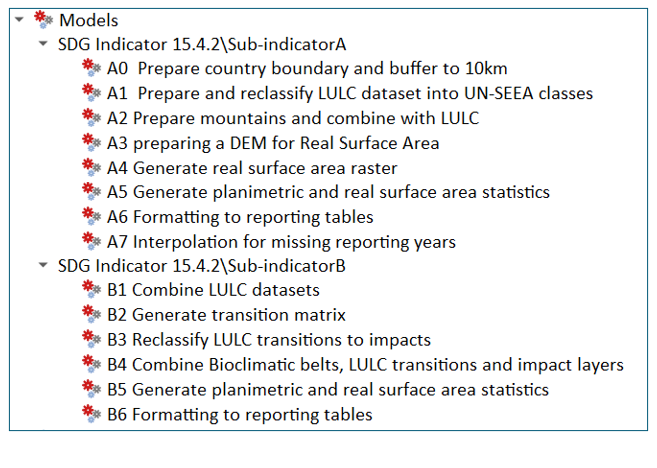 Models
SDG Indicator 15.4.2\Sub-indicatorA
A0 Prepare country boundary and buffer to 10km
A1 Prepare and reclassify LULC dataset into UN-SEEA classes
A2 Prepare mountains and combine with LULC
A3 preparing a DEM for Real Surface Area
A4 Generate real surface area raster
A5 Generate planimetric and real surface area statistics
A6 Formatting to reporting tables
A7 Interpolation for missing reporting years
SDG Indicator 15.4.2\Sub-indicatorB
B1 Combine LULC datasets
B2 Generate transition matrix
B3 Reclassify LULC transitions to impacts
B4 Combine Bioclimatic belts, LULC transitions and impact layers
B5 Generate planimetric and real surface area statistics
B6 Formatting to reporting tables